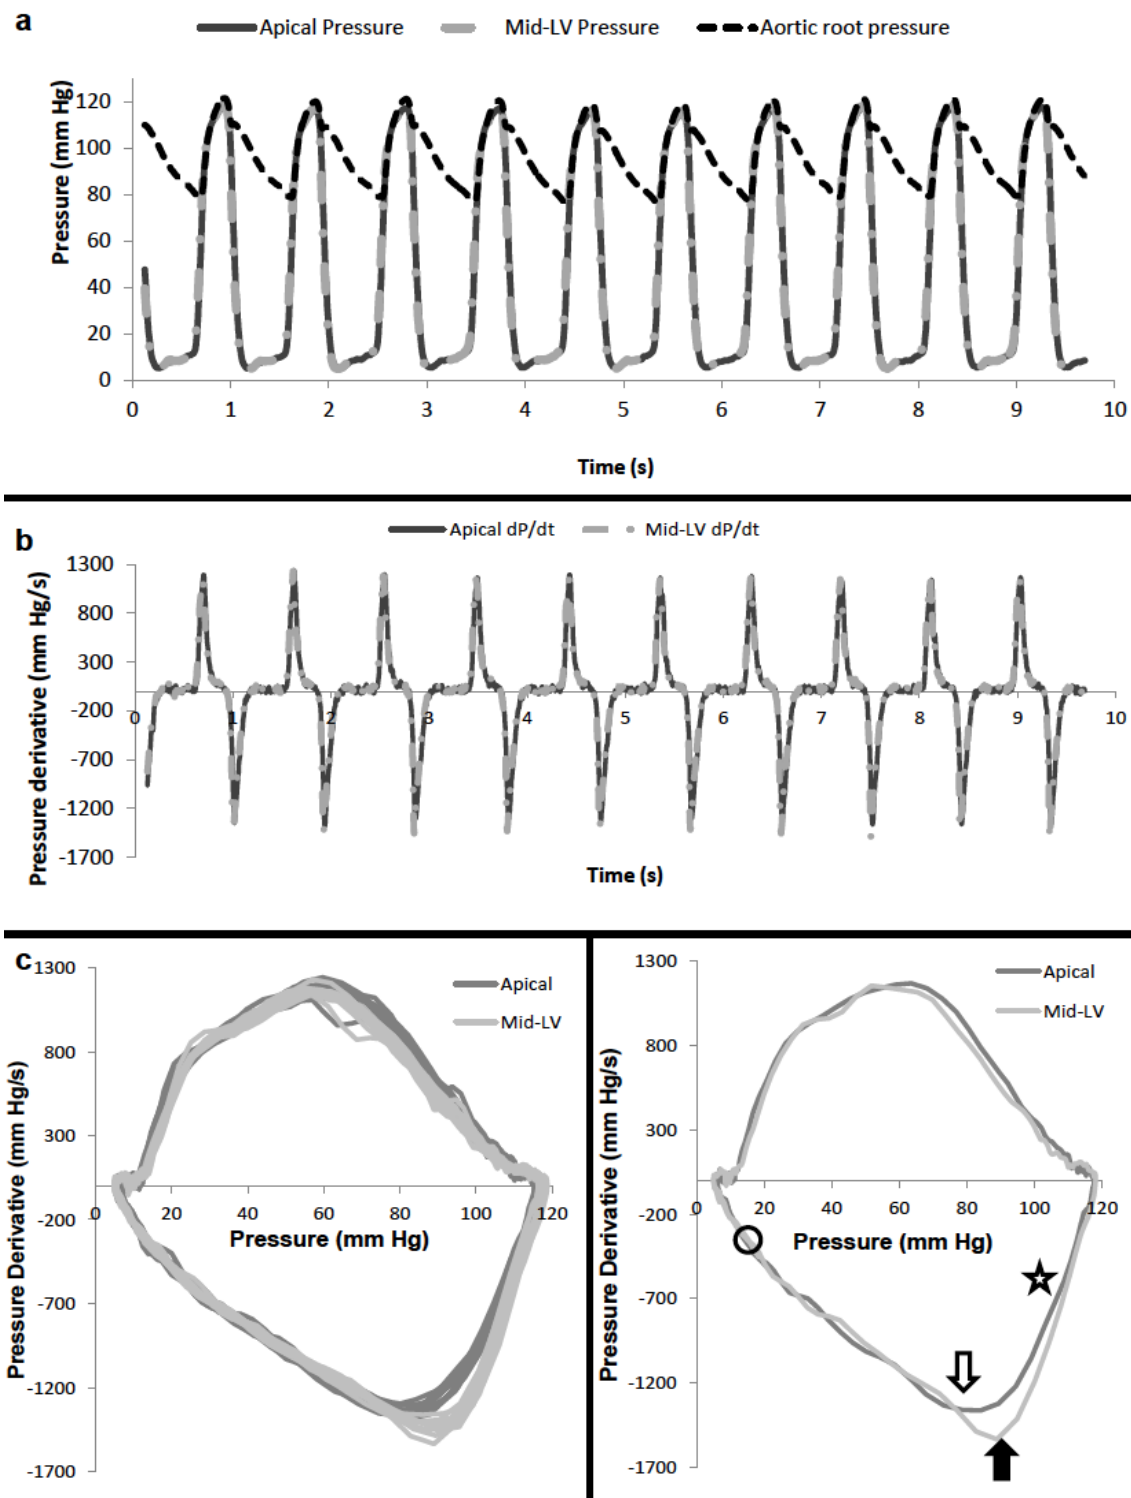 a
Apical Pressure Mid-LV Pressure Aortic root pressure
Pressure (mm Hg)
120
100
80
60
40
20
0
0 1 2 3 4 5 6 7 8 9 10
Time (s)
b
Apical dP/dt Mid-LV dP/dt
Pressure derivative (mm Hg/s)
1300
800
300
-200
-700
-1200
-1700
0 1 2 3 4 5 6 7 8 9 10
Time (s)
c
Apical
Mid-LV
Pressure Derivative (mm Hg/s)
1300
800
300
-200
-700
-1200
-1700
0 20 40 60 80 100 120
Pressure (mm Hg)
Apical
Mid-LV
Pressure Derivative (mm Hg/s)
1300
800
300
-200
-700
-1200
-1700
0 20 40 60 80 100 120
Pressure (mm Hg)